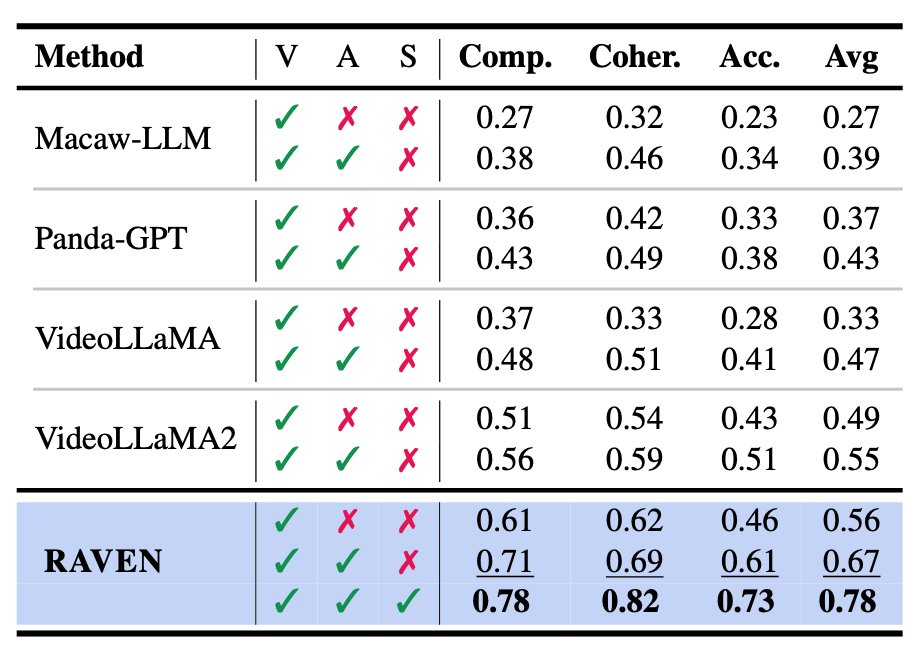 Method V A S Comp. Coher. Acc. Avg
Macaw-LLM ✓ ✗ ✗ 0.27 0.32 0.23 0.27
✓ ✓ ✗ 0.38 0.46 0.34 0.39
Panda-GPT ✓ ✗ ✗ 0.36 0.42 0.33 0.37
✓ ✓ ✗ 0.43 0.49 0.38 0.43
VideoLLaMA ✓ ✗ ✗ 0.37 0.33 0.28 0.33
✓ ✓ ✗ 0.48 0.51 0.41 0.47
VideoLLaMA2 ✓ ✗ ✗ 0.51 0.54 0.43 0.49
✓ ✓ ✗ 0.56 0.59 0.51 0.55
✓ ✗ ✗ 0.61 0.62 0.46 0.56
RAVEN ✓ ✓ ✗ 0.71 0.69 0.61 0.67
✓ ✓ ✓ 0.78 0.82 0.73 0.78